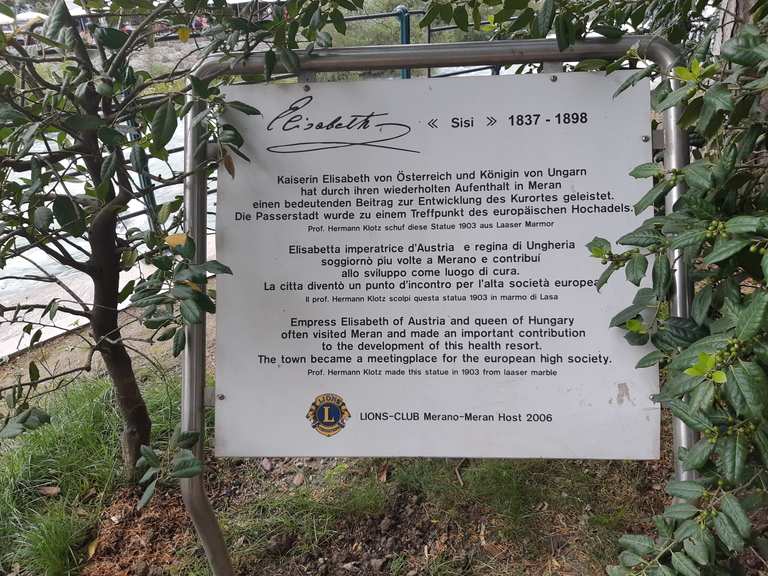 Elisabeth « Sisi » 1837 - 1898
Kaiserin Elisabeth von Österreich und Königin von Ungarn
hat durch ihren wiederholten Aufenthalt in Meran
einen bedeutenden Beitrag zur Entwicklung des Kurortes geleistet.
Die Passerstadt wurde zu einem Treffpunkt des europäischen Hochadels.
Prof. Hermann Klotz schuf diese Statue 1903 aus Laaser Marmor
Elisabetta imperatrice d'Austria e regina di Ungheria
soggiornò piu volte a Merano e contribuí
allo sviluppo come luogo di cura.
La citta diventò un punto d'incontro per l'alta società europea
Il prof. Hermann Klotz scolpi questa statua 1903 in marmo di Lasa
Empress Elisabeth of Austria and queen of Hungary
often visited Meran and made an important contribution
to the development of this health resort.
The town became a meetingplace for the european high society.
Prof. Hermann Klotz made this statue in 1903 from laaser marble
LIONS
L
LIONS-CLUB Merano-Meran Host 2006